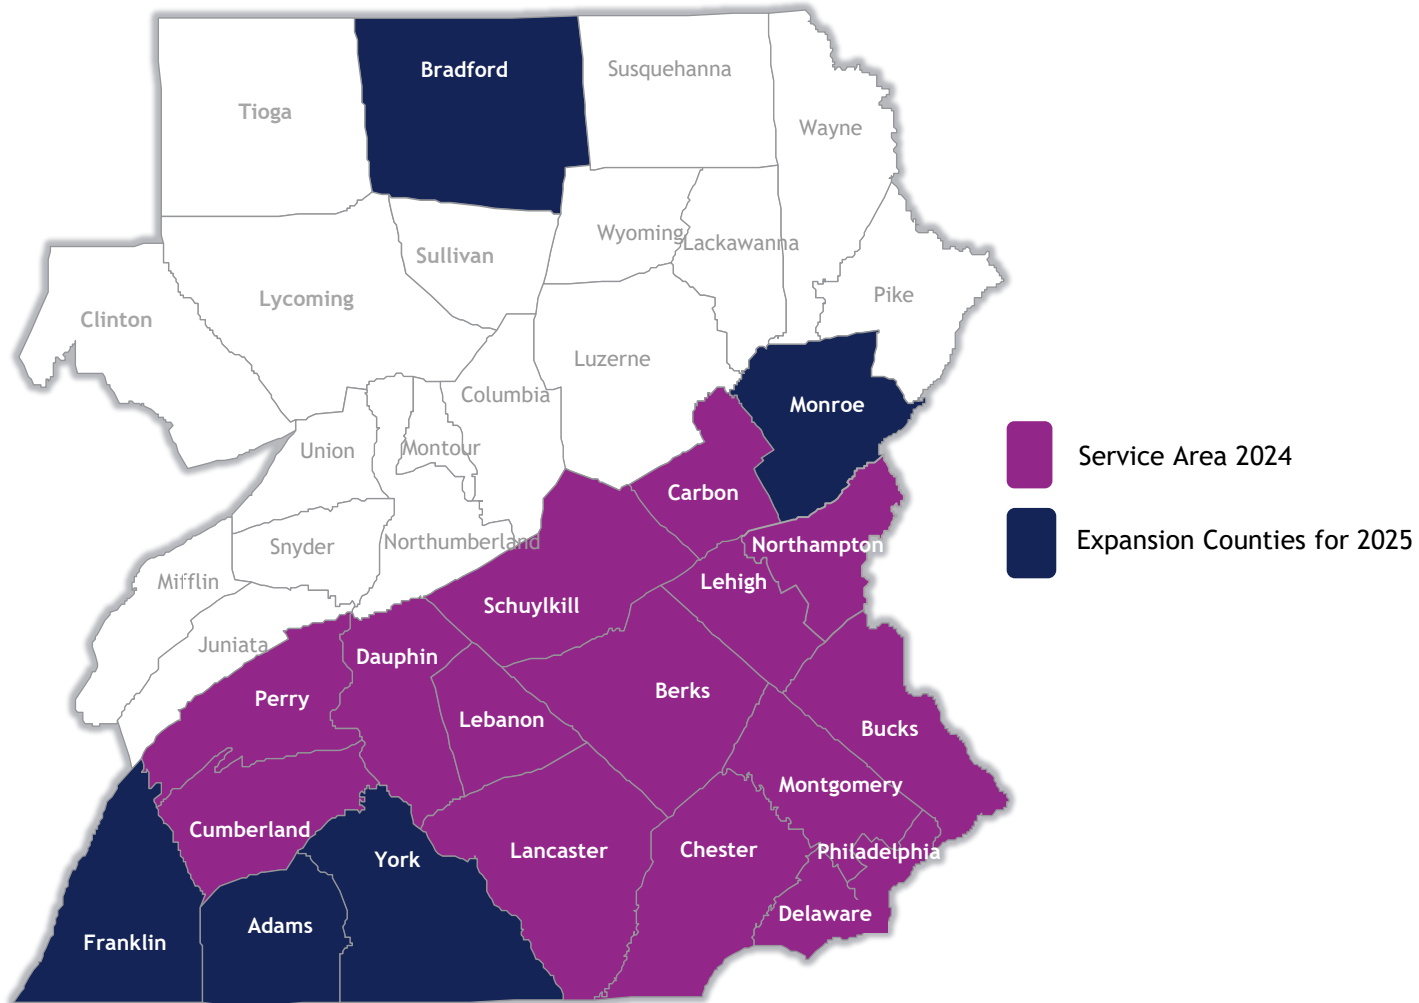 Bradford
Susquehanna
Tioga
Wayne
Wyoming
Lackawanna
Sullivan
Lycoming
Pike
Clinton
Luzerne
Columbia
Monroe
Union
Montour
Service Area 2024
Carbon
Expansion Counties for 2025
Northumberland
Northampton
Snyder
Mifflin
Lehigh
Schuylkill
Juniata
Dauphin
Perry
Berks
Lebanon
Bucks
Montgomery
Cumberland
York
Lancaster
Chester
Philadelphia
Delaware
Adams
Franklin